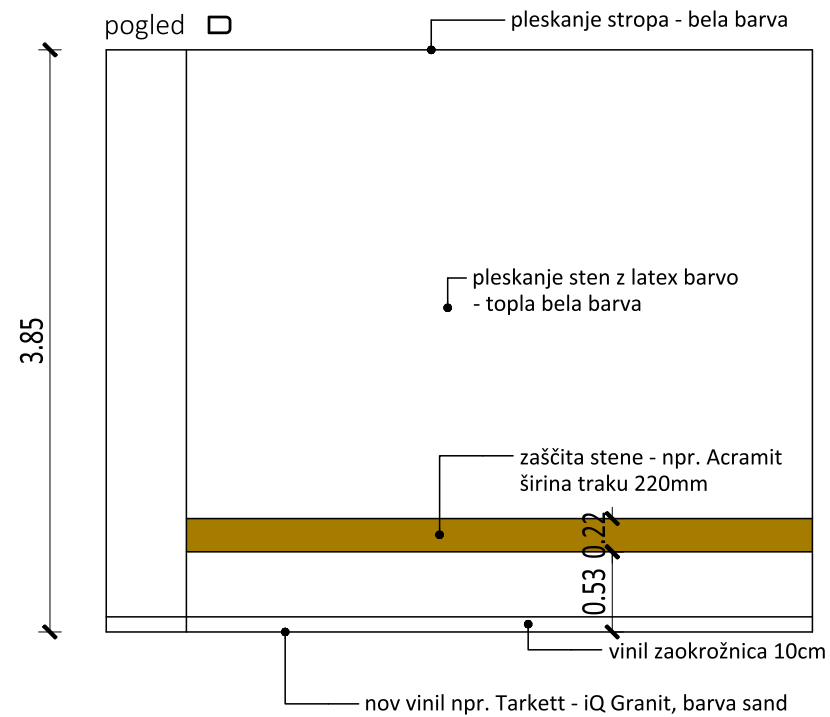 pogled D
pleskanje stropa - bela barva
pleskanje sten z latex barvo
- topla bela barva
3.85
zaščita stene - npr. Acramit
širina traku 220mm
0.22
0.53
vinil zaokrožnica 10cm
nov vinil npr. Tarkett - iQ Granit, barva sand